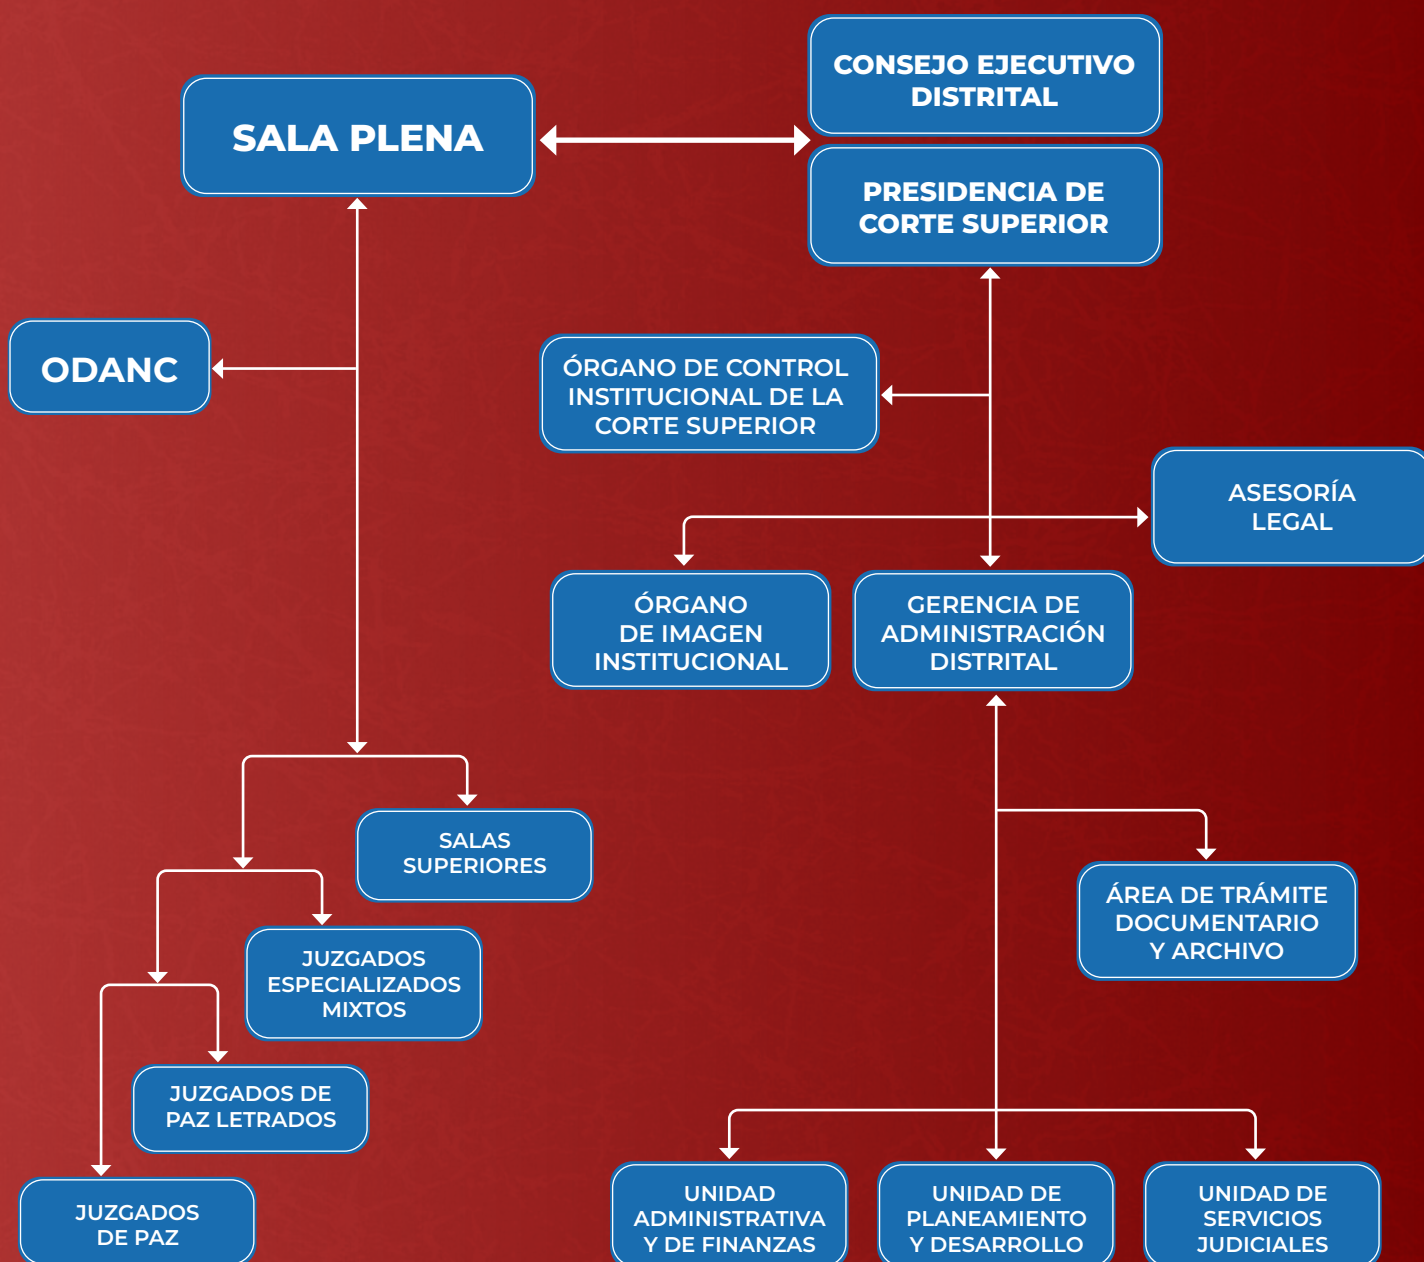 CONSEJO EJECUTIVO
DISTRITAL
SALA PLENA
PRESIDENCIA DE
CORTE SUPERIOR
ODANC
ÓRGANO DE CONTROL
INSTITUCIONAL DE LA
CORTE SUPERIOR
ASESORÍA
LEGAL
ÓRGANO
DE IMAGEN
INSTITUCIONAL
GERENCIA DE
ADMINISTRACIÓN
DISTRITAL
SALAS
SUPERIORES
ÁREA DE TRÁMITE
DOCUMENTARIO
Y ARCHIVO
JUZGADOS
ESPECIALIZADOS
MIXTOS
JUZGADOS DE
PAZ LETRADOS
JUZGADOS
DE PAZ
UNIDAD
ADMINISTRATIVA
Y DE FINANZAS
UNIDAD DE
PLANEAMIENTO
Y DESARROLLO
UNIDAD DE
SERVICIOS
JUDICIALES